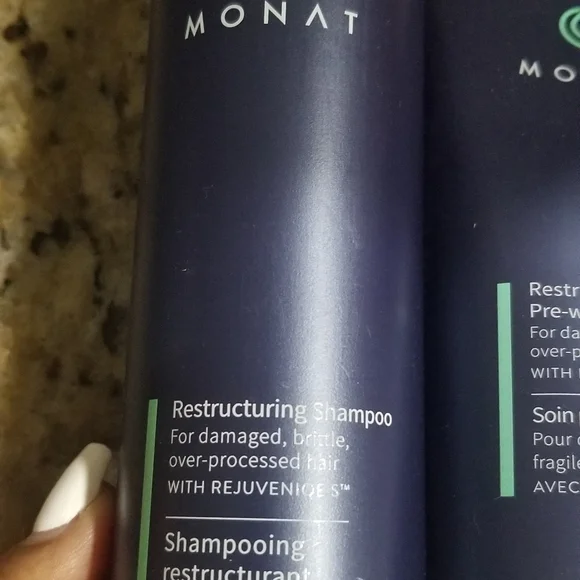 MONAT
Restructuring Shampoo
For damaged, brittle,
over-processed hair
WITH REJUVENIQE S™
Shampooing
restructurant
MO
Restr
Pre-w
For da
over-p
WITH
Soin
Pour
fragile
AVEC